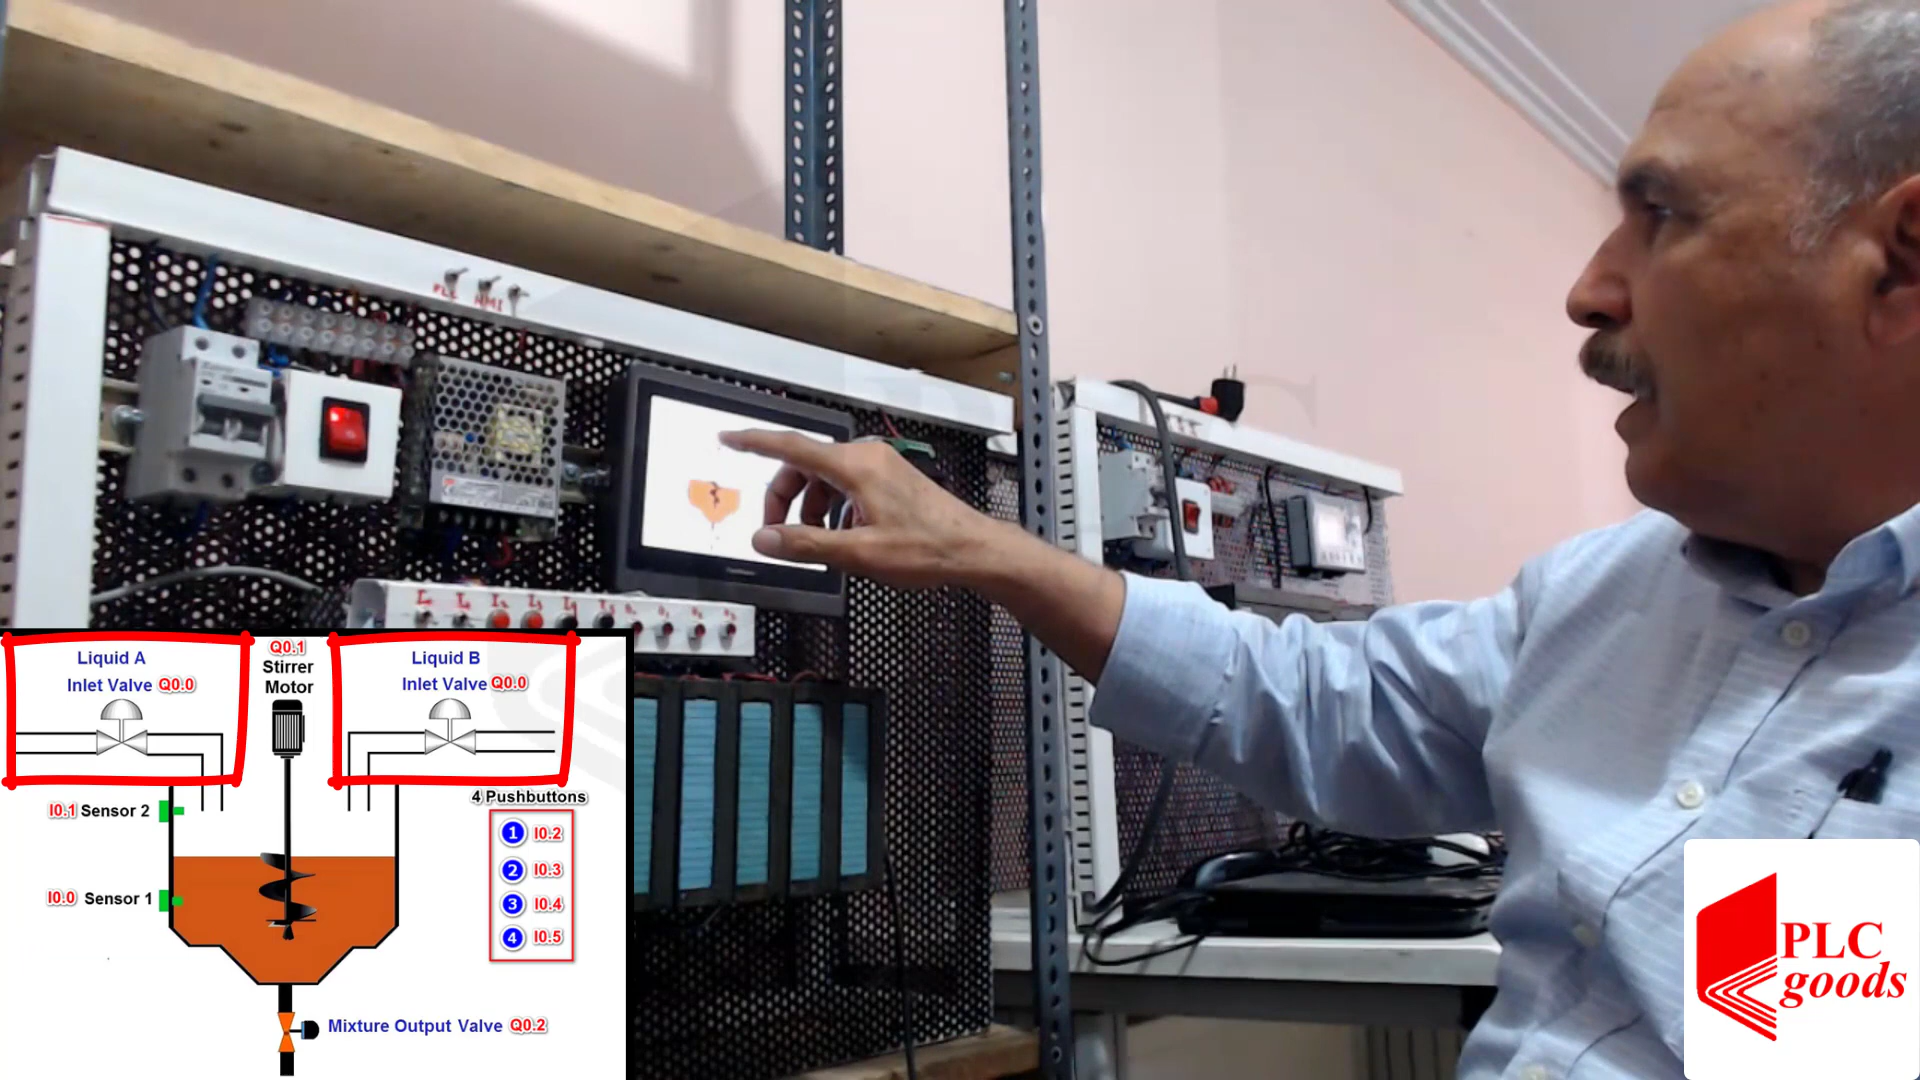 PLC HMI
Liquid A
Inlet Valve Q0.0
Q0.1
Stirrer
Motor
Liquid B
Inlet Valve Q0.0
I0.1 Sensor 2
I0.0 Sensor 1
4 Pushbuttons
1 I0.2
2 I0.3
3 I0.4
4 I0.5
Mixture Output Valve Q0.2
PLC
goods